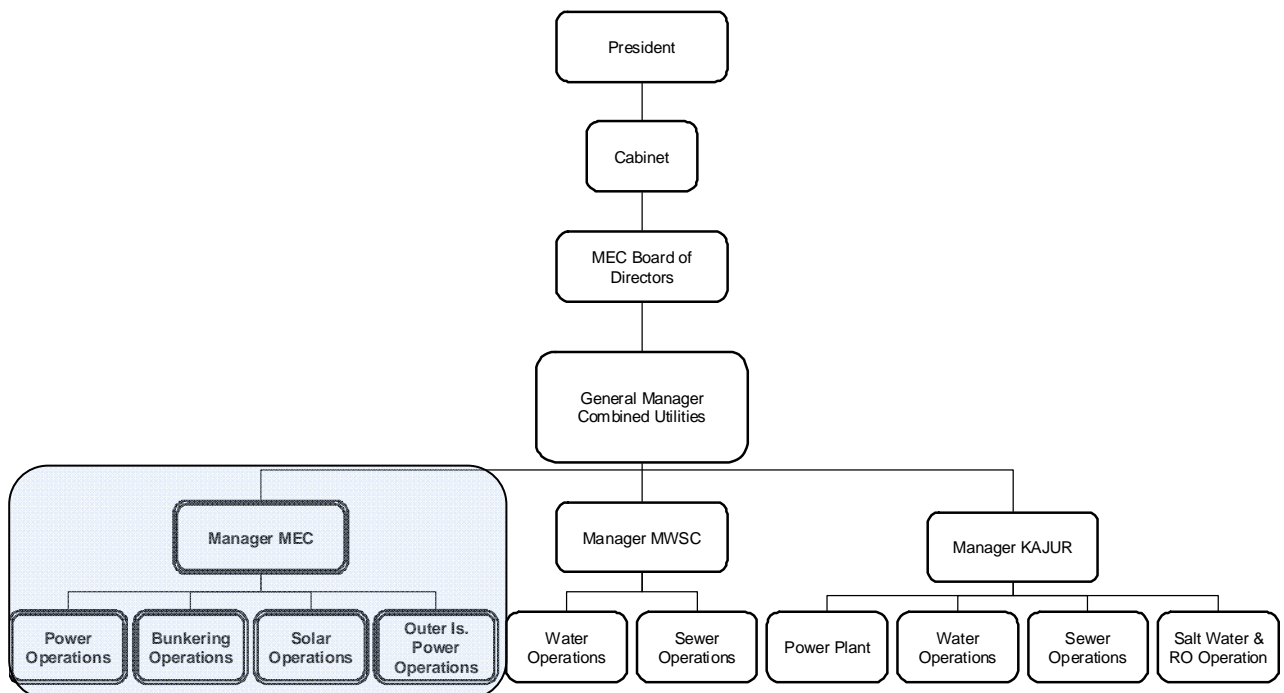 President
Cabinet
MEC Board of
Directors
General Manager
Combined Utilities
Manager MEC
Manager MWSC
Manager KAJUR
Power
Operations
Bunkering
Operations
Solar
Operations
Outer Is.
Power
Operations
Water
Operations
Sewer
Operations
Power Plant
Water
Operations
Sewer
Operations
Salt Water &
RO Operation